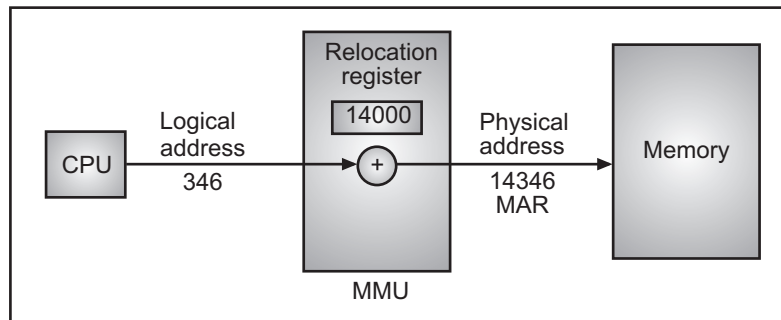 Relocation
register
14000
Logical
address
346
CPU
+
Physical
address
14346
MAR
Memory
MMU